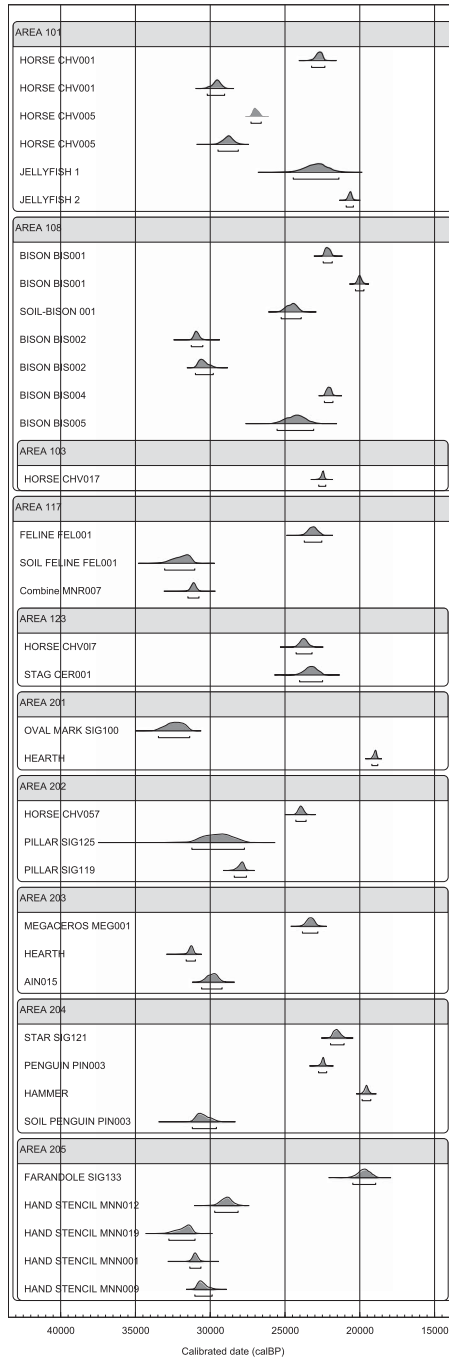 AREA 101
HORSE CHV001
HORSE CHV001
HORSE CHV005
HORSE CHV005
JELLYFISH 1
JELLYFISH 2
AREA 108
BISON BIS001
BISON BIS001
SOIL-BISON 001
BISON BIS002
BISON BIS002
BISON BIS004
BISON BIS005
AREA 103
HORSE CHV017
AREA 117
FELINE FEL001
SOIL FELINE FEL001
Combine MNR007
AREA 123
HORSE CHV0I7
STAG CER001
AREA 201
OVAL MARK SIG100
HEARTH
AREA 202
HORSE CHV057
PILLAR SIG125
PILLAR SIG119
AREA 203
MEGACEROS MEG001
HEARTH
AIN015
AREA 204
STAR SIG121
PENGUIN PIN003
HAMMER
SOIL PENGUIN PIN003
AREA 205
FARANDOLE SIG133
HAND STENCIL MNN012
HAND STENCIL MNN019
HAND STENCIL MNN001
HAND STENCIL MNN009
40000 35000 30000 25000 20000 15000
Calibrated date (calBP)